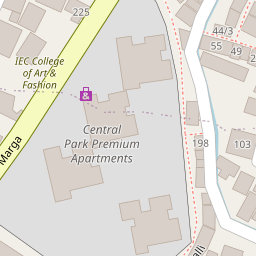 225
44/3
55
49
IEC College
of Art &
Fashion
Central
Park Premium
Apartments
198
103
Marga